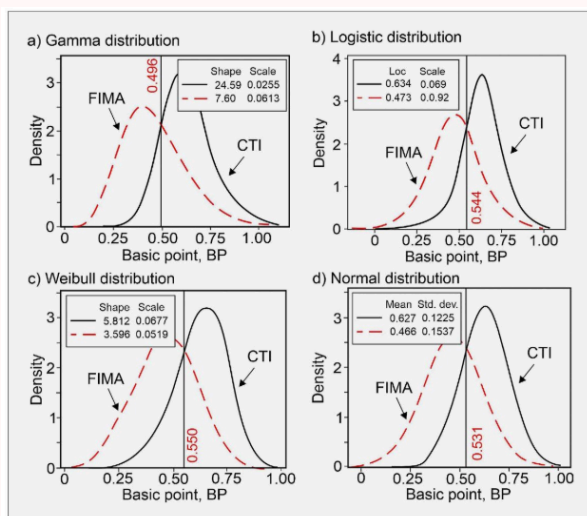 a) Gamma distribution
0.496
Shape Scale
24.59 0.0255
7.60 0.0613
FIMA
CTI
Density
3
2
1
0
0 0.25 0.50 0.75 1.00
Basic point, BP
b) Logistic distribution
Loc Scale
0.634 0.069
0.473 0.0.92
FIMA
CTI
0.544
Density
4
3
2
1
0
0 0.25 0.50 0.75 1.00
Basic point, BP
c) Weibull distribution
Shape Scale
5.812 0.0677
3.596 0.0519
FIMA
CTI
0.550
Density
3
2
1
0
0 0.25 0.50 0.75 1.00
Basic point, BP
d) Normal distribution
Mean Std. dev.
0.627 0.1225
0.466 0.1537
FIMA
CTI
0.531
Density
3
2
1
0
0 0.25 0.50 0.75 1.00
Basic point, BP